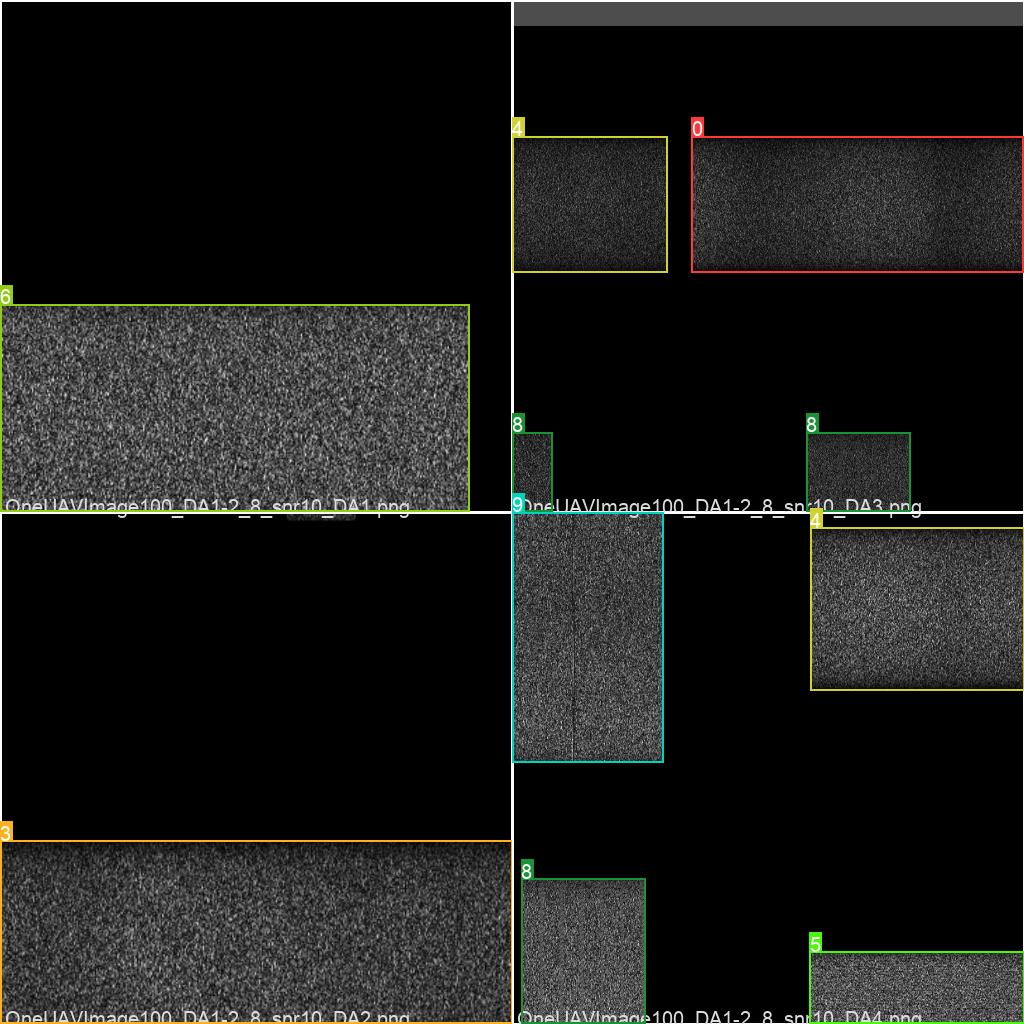 4
0
6
8
8
OneUAVImage100_DA1-2_8_snr10_DA1.png
9
OneUAVImage100_DA1-2_8_snr10_DA3.png
4
3
8
5
OneUAVImage100_DA1-2_8_snr10_DA2.png
OneUAVImage100_DA1-2_8_snr10_DA4.png